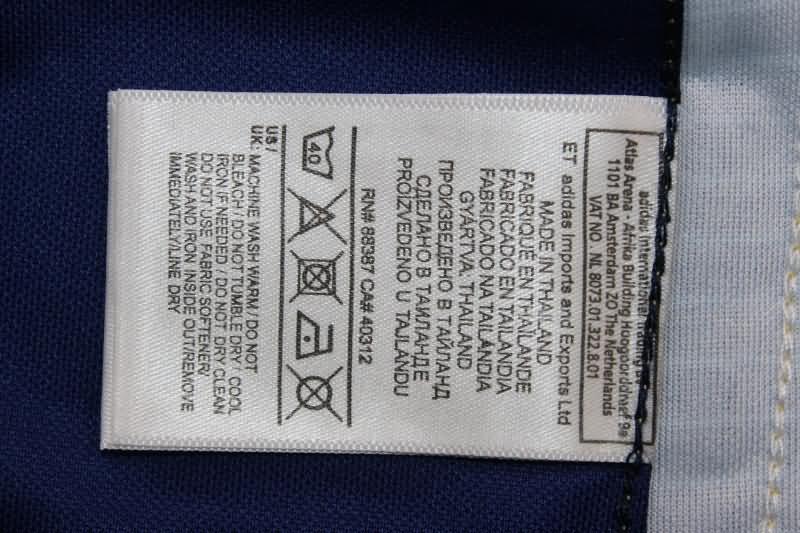 adidas International Trading BV
Atlas Arena - Afrika Building Hoogoorddreef 9a
1101 BA Amsterdam ZO The Netherlands
VAT NO. NL 8073.01.322.B.01
ET adidas Imports and Exports Ltd
MADE IN THAILAND
FABRIQUÉ EN THAÏLANDE
FABRICADO EN TAILANDIA
FABRICADO NA TAILÂNDIA
GYÁRTVA: THAILAND
ПРОИЗВЕДЕНО В ТАЙЛАНД
СДЕЛАНО В ТАИЛАНДЕ
PROIZVEDENO U TAJLANDU
RN# 88387 CA# 40312
40
US /
UK: MACHINE WASH WARM / DO NOT
BLEACH / DO NOT TUMBLE DRY / COOL
IRON IF NEEDED / DO NOT DRY CLEAN
DO NOT USE FABRIC SOFTENER/
WASH AND IRON INSIDE OUT/REMOVE
IMMEDIATELY/LINE DRY